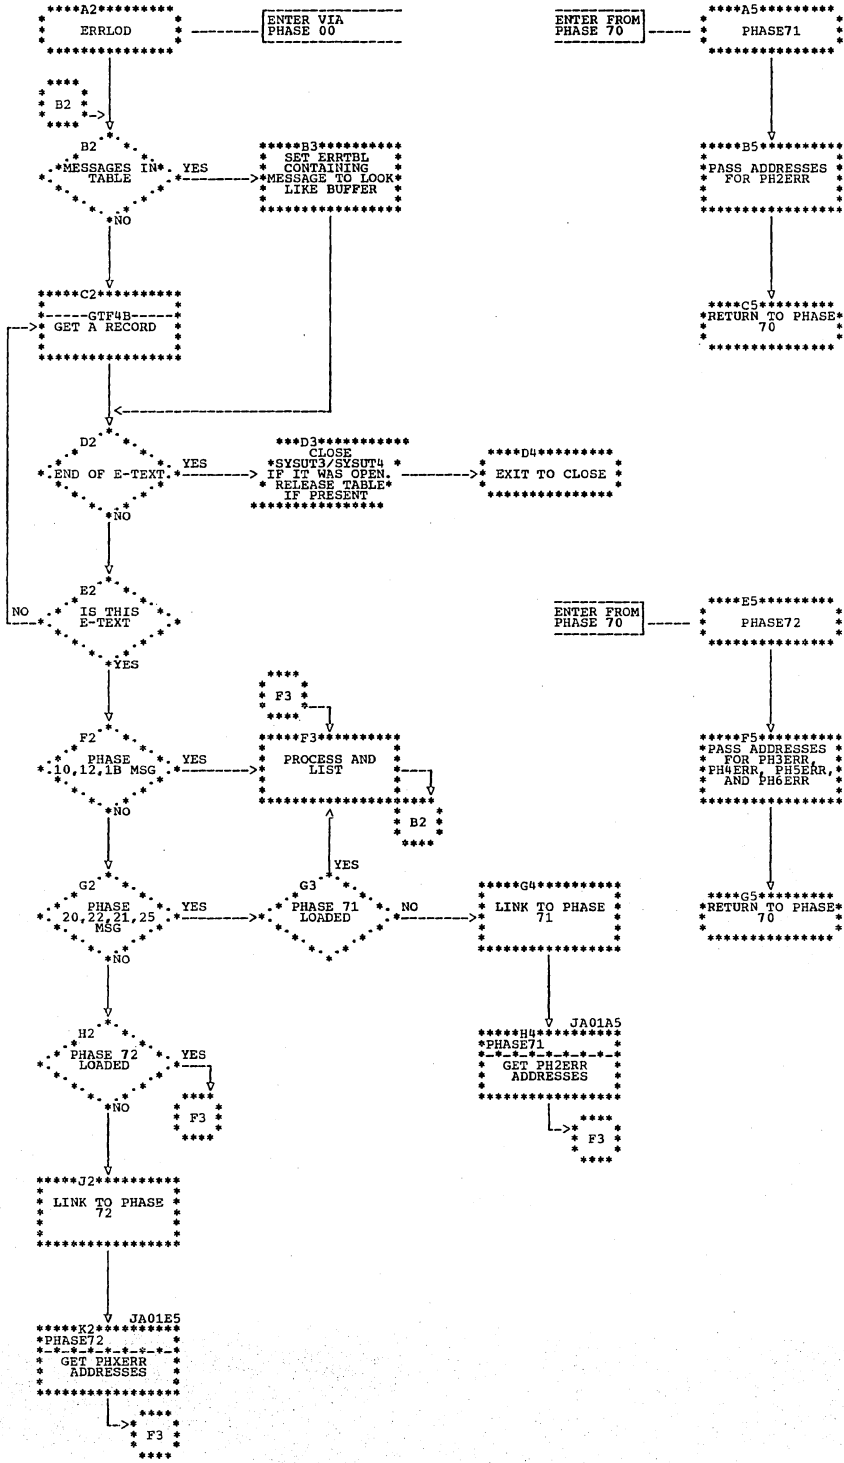 A2
ERRLOD
ENTER VIA
PHASE 00
ENTER FROM
PHASE 70
A5
PHASE71
B2
B2
MESSAGES IN
TABLE
YES
NO
B3
SET ERRTBL
CONTAINING
MESSAGE TO LOOK
LIKE BUFFER
B5
PASS ADDRESSES
FOR PH2ERR
C2
GTF4B
GET A RECORD
C5
RETURN TO PHASE
70
D2
END OF E-TEXT
YES
NO
D3
CLOSE
SYSUT3/SYSUT4
IF IT WAS OPEN.
RELEASE TABLE
IF PRESENT
D4
EXIT TO CLOSE
E2
IS THIS
E-TEXT
NO
YES
ENTER FROM
PHASE 70
E5
PHASE72
F3
F2
PHASE
10,12,1B MSG
YES
NO
F3
PROCESS AND
LIST
B2
F5
PASS ADDRESSES
FOR PH3ERR,
PH4ERR, PH5ERR,
AND PH6ERR
G2
PHASE
20,22,21,25
MSG
YES
NO
G3
PHASE 71
LOADED
YES
NO
G4
LINK TO PHASE
71
G5
RETURN TO PHASE
70
H2
PHASE 72
LOADED
YES
NO
F3
JA01A5
H4
PHASE71
GET PH2ERR
ADDRESSES
F3
J2
LINK TO PHASE
72
JA01E5
K2
PHASE72
GET PHXERR
ADDRESSES
F3